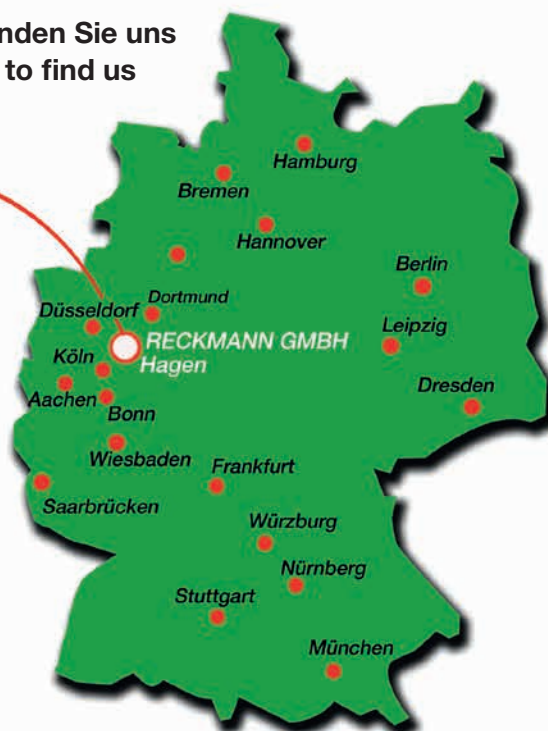 nden Sie uns
to find us
Hamburg
Bremen
Hannover
Berlin
Düsseldorf
Dortmund
RECKMANN GMBH
Hagen
Leipzig
Köln
Dresden
Aachen
Bonn
Wiesbaden
Frankfurt
Saarbrücken
Würzburg
Nürnberg
Stuttgart
München